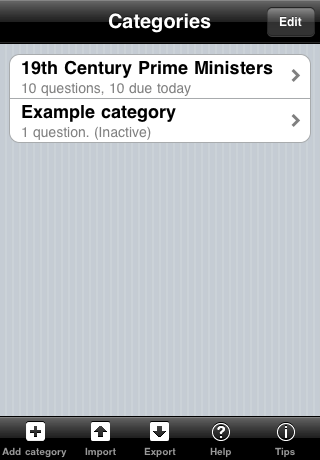 Categories
Edit
19th Century Prime Ministers
10 questions, 10 due today
Example category
1 question. (Inactive)
Add category
Import
Export
Help
Tips